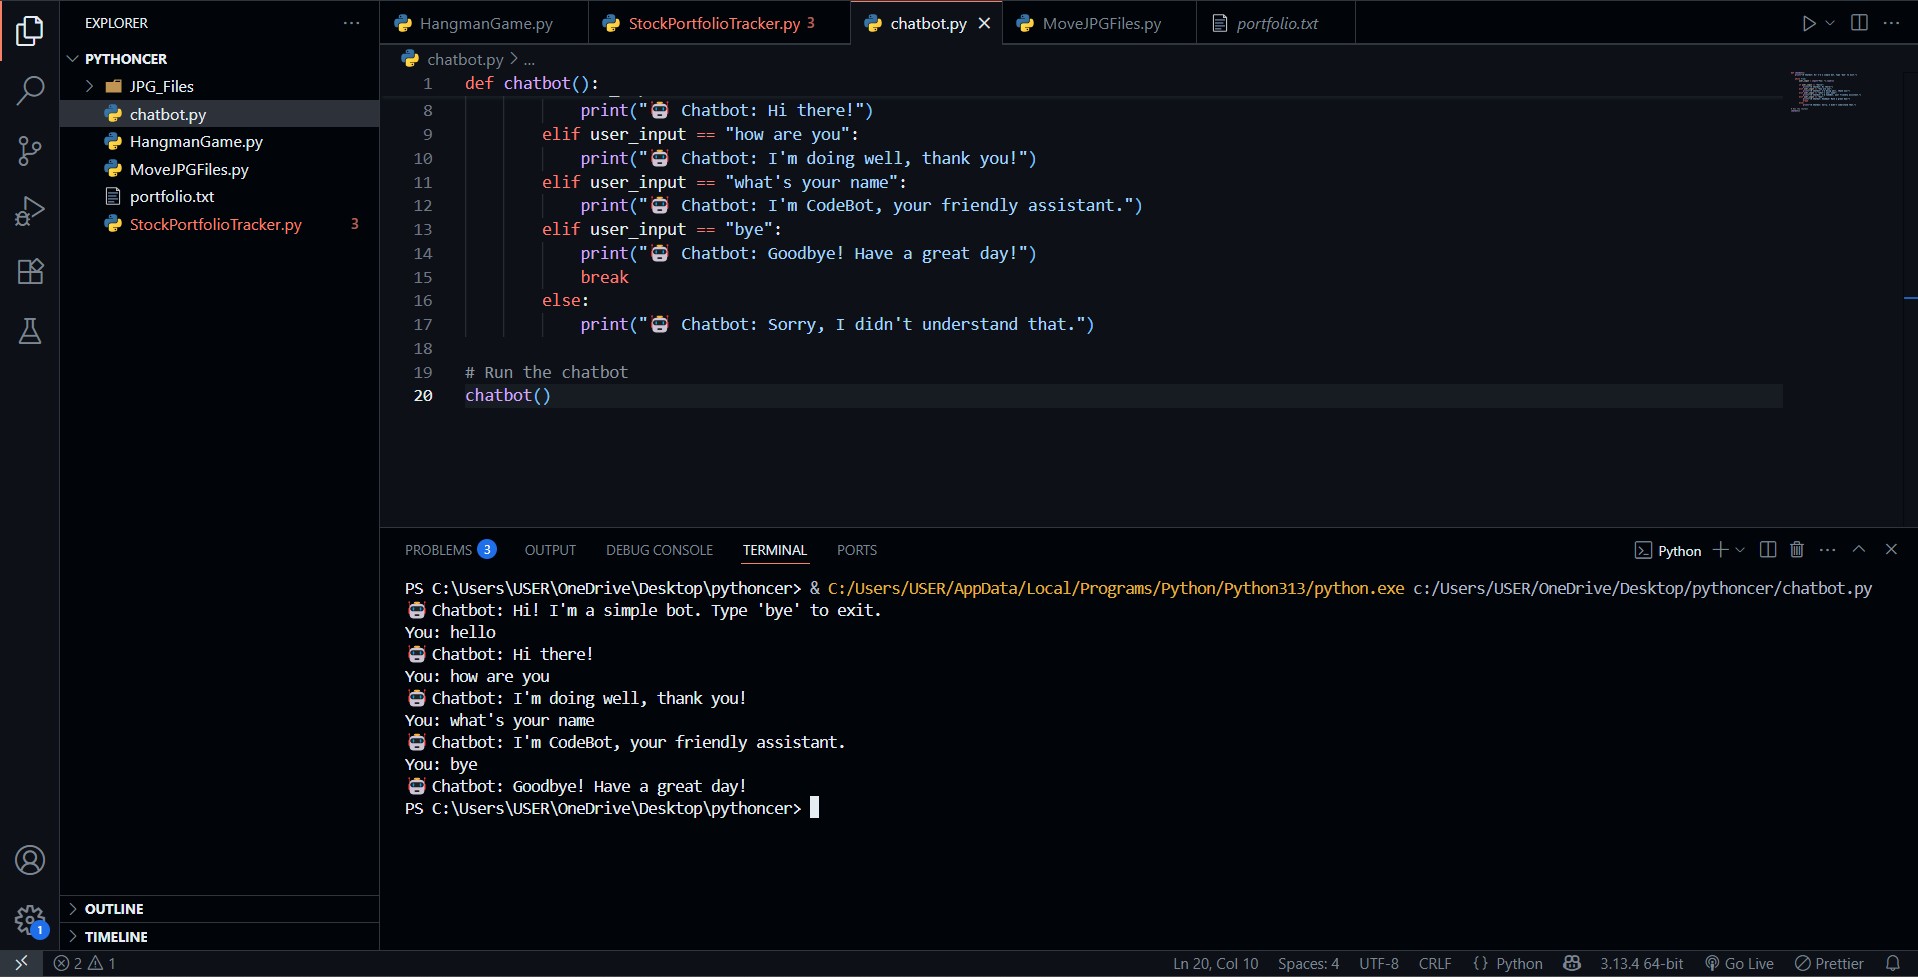 EXPLORER
PYTHONCER
JPG_Files
chatbot.py
HangmanGame.py
MoveJPGFiles.py
portfolio.txt
StockPortfolioTracker.py 3
OUTLINE
TIMELINE
1
HangmanGame.py StockPortfolioTracker.py 3 chatbot.py MoveJPGFiles.py portfolio.txt
chatbot.py > ...
1 def chatbot():
8 print("🤖 Chatbot: Hi there!")
9 elif user_input == "how are you":
10 print("🤖 Chatbot: I'm doing well, thank you!")
11 elif user_input == "what's your name":
12 print("🤖 Chatbot: I'm CodeBot, your friendly assistant.")
13 elif user_input == "bye":
14 print("🤖 Chatbot: Goodbye! Have a great day!")
15 break
16 else:
17 print("🤖 Chatbot: Sorry, I didn't understand that.")
18
19 # Run the chatbot
20 chatbot()
PROBLEMS 3 OUTPUT DEBUG CONSOLE TERMINAL PORTS Python
PS C:\Users\USER\OneDrive\Desktop\pythoncer> & C:/Users/USER/AppData/Local/Programs/Python/Python313/python.exe c:/Users/USER/OneDrive/Desktop/pythoncer/chatbot.py
🤖 Chatbot: Hi! I'm a simple bot. Type 'bye' to exit.
You: hello
🤖 Chatbot: Hi there!
You: how are you
🤖 Chatbot: I'm doing well, thank you!
You: what's your name
🤖 Chatbot: I'm CodeBot, your friendly assistant.
You: bye
🤖 Chatbot: Goodbye! Have a great day!
PS C:\Users\USER\OneDrive\Desktop\pythoncer>
2 1 Ln 20, Col 10 Spaces: 4 UTF-8 CRLF {} Python 3.13.4 64-bit Go Live Prettier